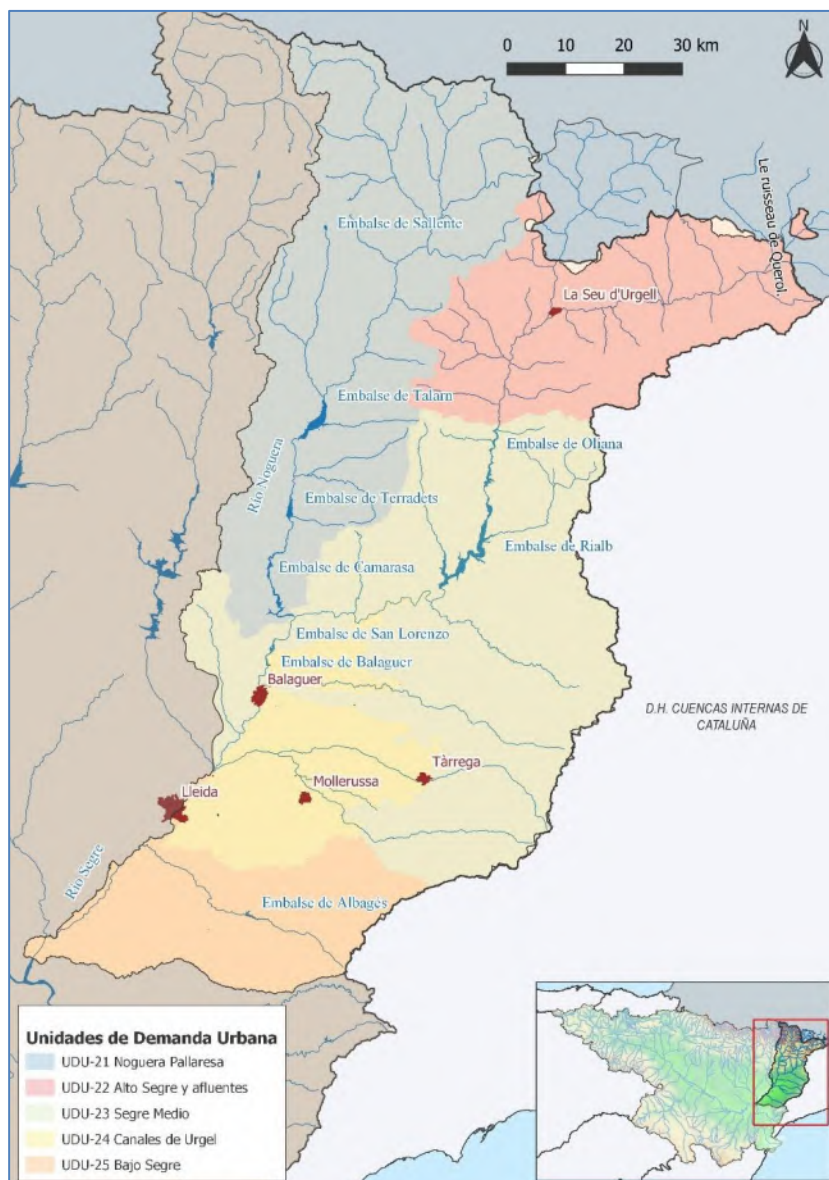 N
0 10 20 30 km
Le ruisseau de Querol.
Embalse de Sallente
La Seu d'Urgell
Embalse de Talarn
Embalse de Oliana
Río Noguera
Embalse de Terradets
Embalse de Rialb
Embalse de Camarasa
Embalse de San Lorenzo
Embalse de Balaguer
Balaguer
D.H. CUENCAS INTERNAS DE
CATALUÑA
Tàrrega
Mollerussa
Lleida
Río Segre
Embalse de Albagés
Unidades de Demanda Urbana
UDU-21 Noguera Pallaresa
UDU-22 Alto Segre y afluentes
UDU-23 Segre Medio
UDU-24 Canales de Urgel
UDU-25 Bajo Segre